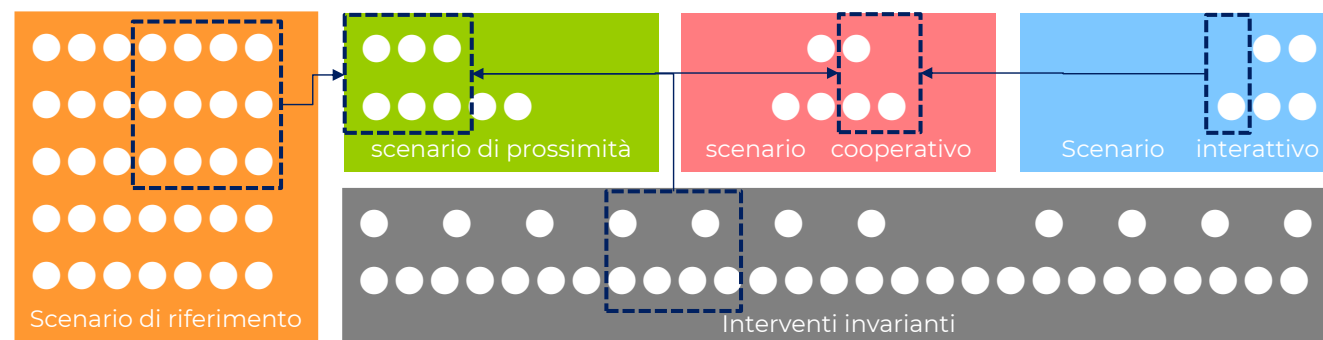 scenario di prossimità
scenario cooperativo
Scenario interattivo
Scenario di riferimento
Interventi invarianti